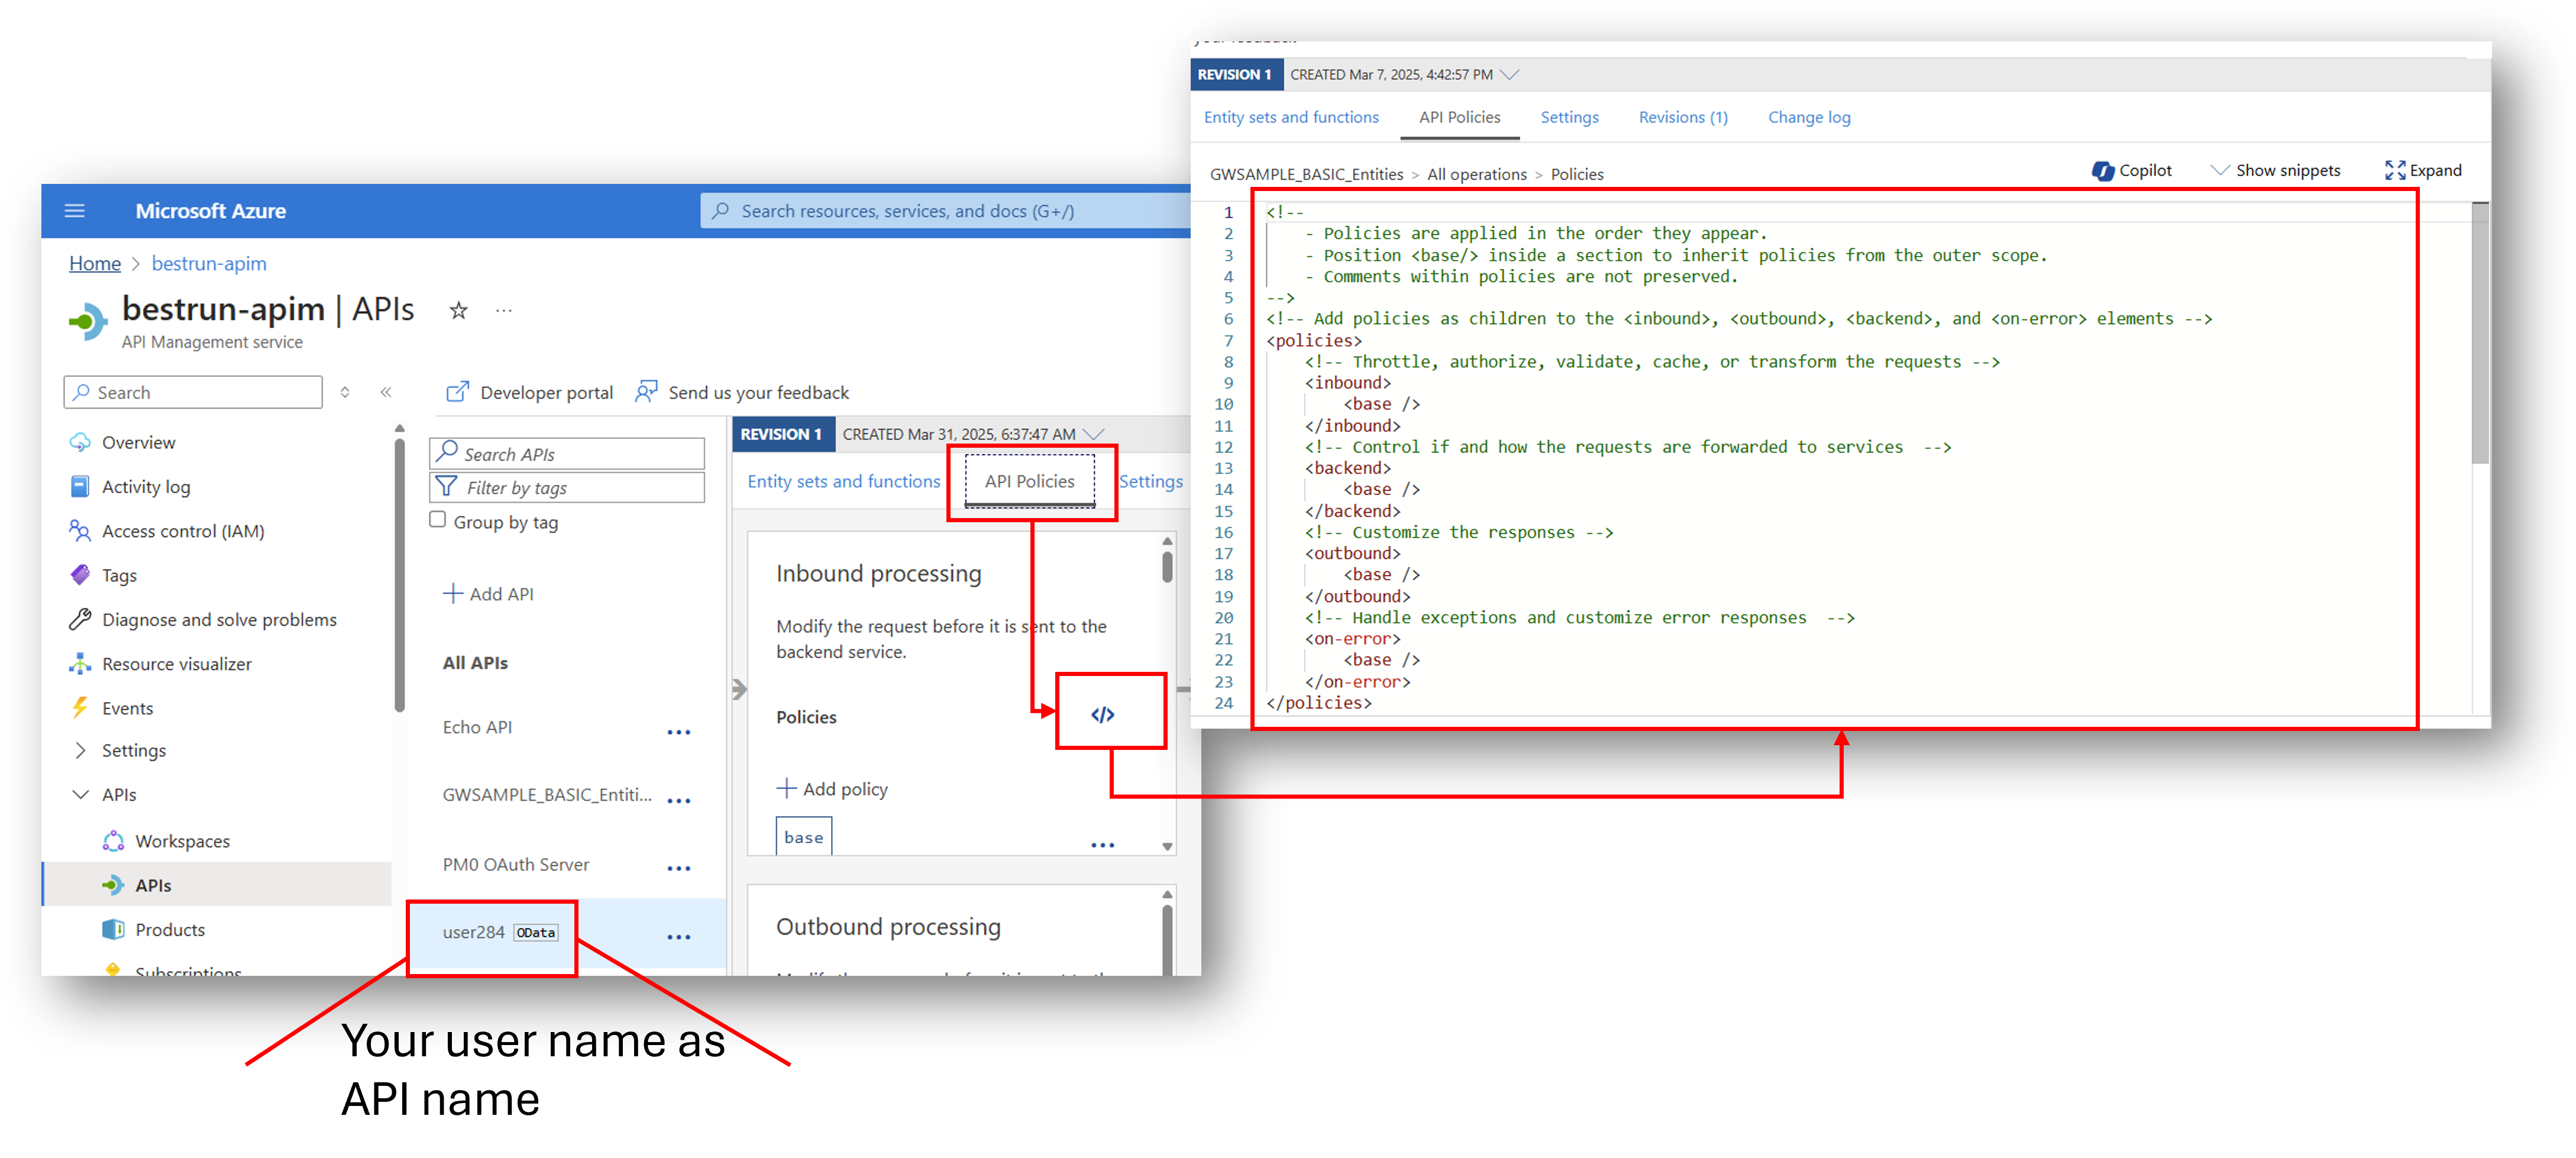 Microsoft Azure
Search resources, services, and docs (G+/)
Home > bestrun-apim
bestrun-apim | APIs
API Management service
Search
Developer portal
Send us your feedback
Overview
Activity log
Access control (IAM)
Tags
Diagnose and solve problems
Resource visualizer
Events
Settings
APIs
Workspaces
APIs
Products
Subscriptions
Search APIs
Filter by tags
Group by tag
Add API
All APIs
Echo API
GWSAMPLE_BASIC_Entiti...
PM0 OAuth Server
user284 OData
REVISION 1 CREATED Mar 31, 2025, 6:37:47 AM
Entity sets and functions API Policies Settings
Inbound processing
Modify the request before it is sent to the
backend service.
Policies
</>
Add policy
base
Outbound processing
Your user name as
API name
your feedback
REVISION 1 CREATED Mar 7, 2025, 4:42:57 PM
Entity sets and functions API Policies Settings Revisions (1) Change log
GWSAMPLE_BASIC_Entities > All operations > Policies Copilot Show snippets Expand
1 <!--
2 - Policies are applied in the order they appear.
3 - Position <base/> inside a section to inherit policies from the outer scope.
4 - Comments within policies are not preserved.
5 -->
6 <!-- Add policies as children to the <inbound>, <outbound>, <backend>, and <on-error> elements -->
7 <policies>
8 <!-- Throttle, authorize, validate, cache, or transform the requests -->
9 <inbound>
10 <base />
11 </inbound>
12 <!-- Control if and how the requests are forwarded to services  -->
13 <backend>
14 <base />
15 </backend>
16 <!-- Customize the responses -->
17 <outbound>
18 <base />
19 </outbound>
20 <!-- Handle exceptions and customize error responses  -->
21 <on-error>
22 <base />
23 </on-error>
24 </policies>